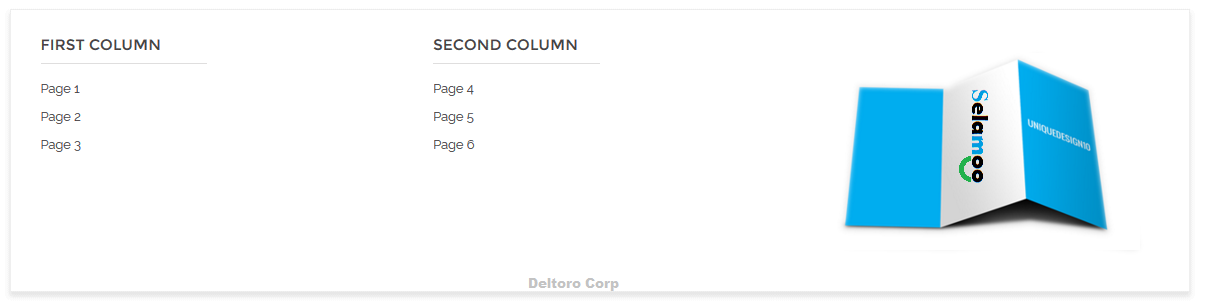 FIRST COLUMN
Page 1
Page 2
Page 3
SECOND COLUMN
Page 4
Page 5
Page 6
Selamoo
UNIQUEDESIGN10
Deltoro Corp